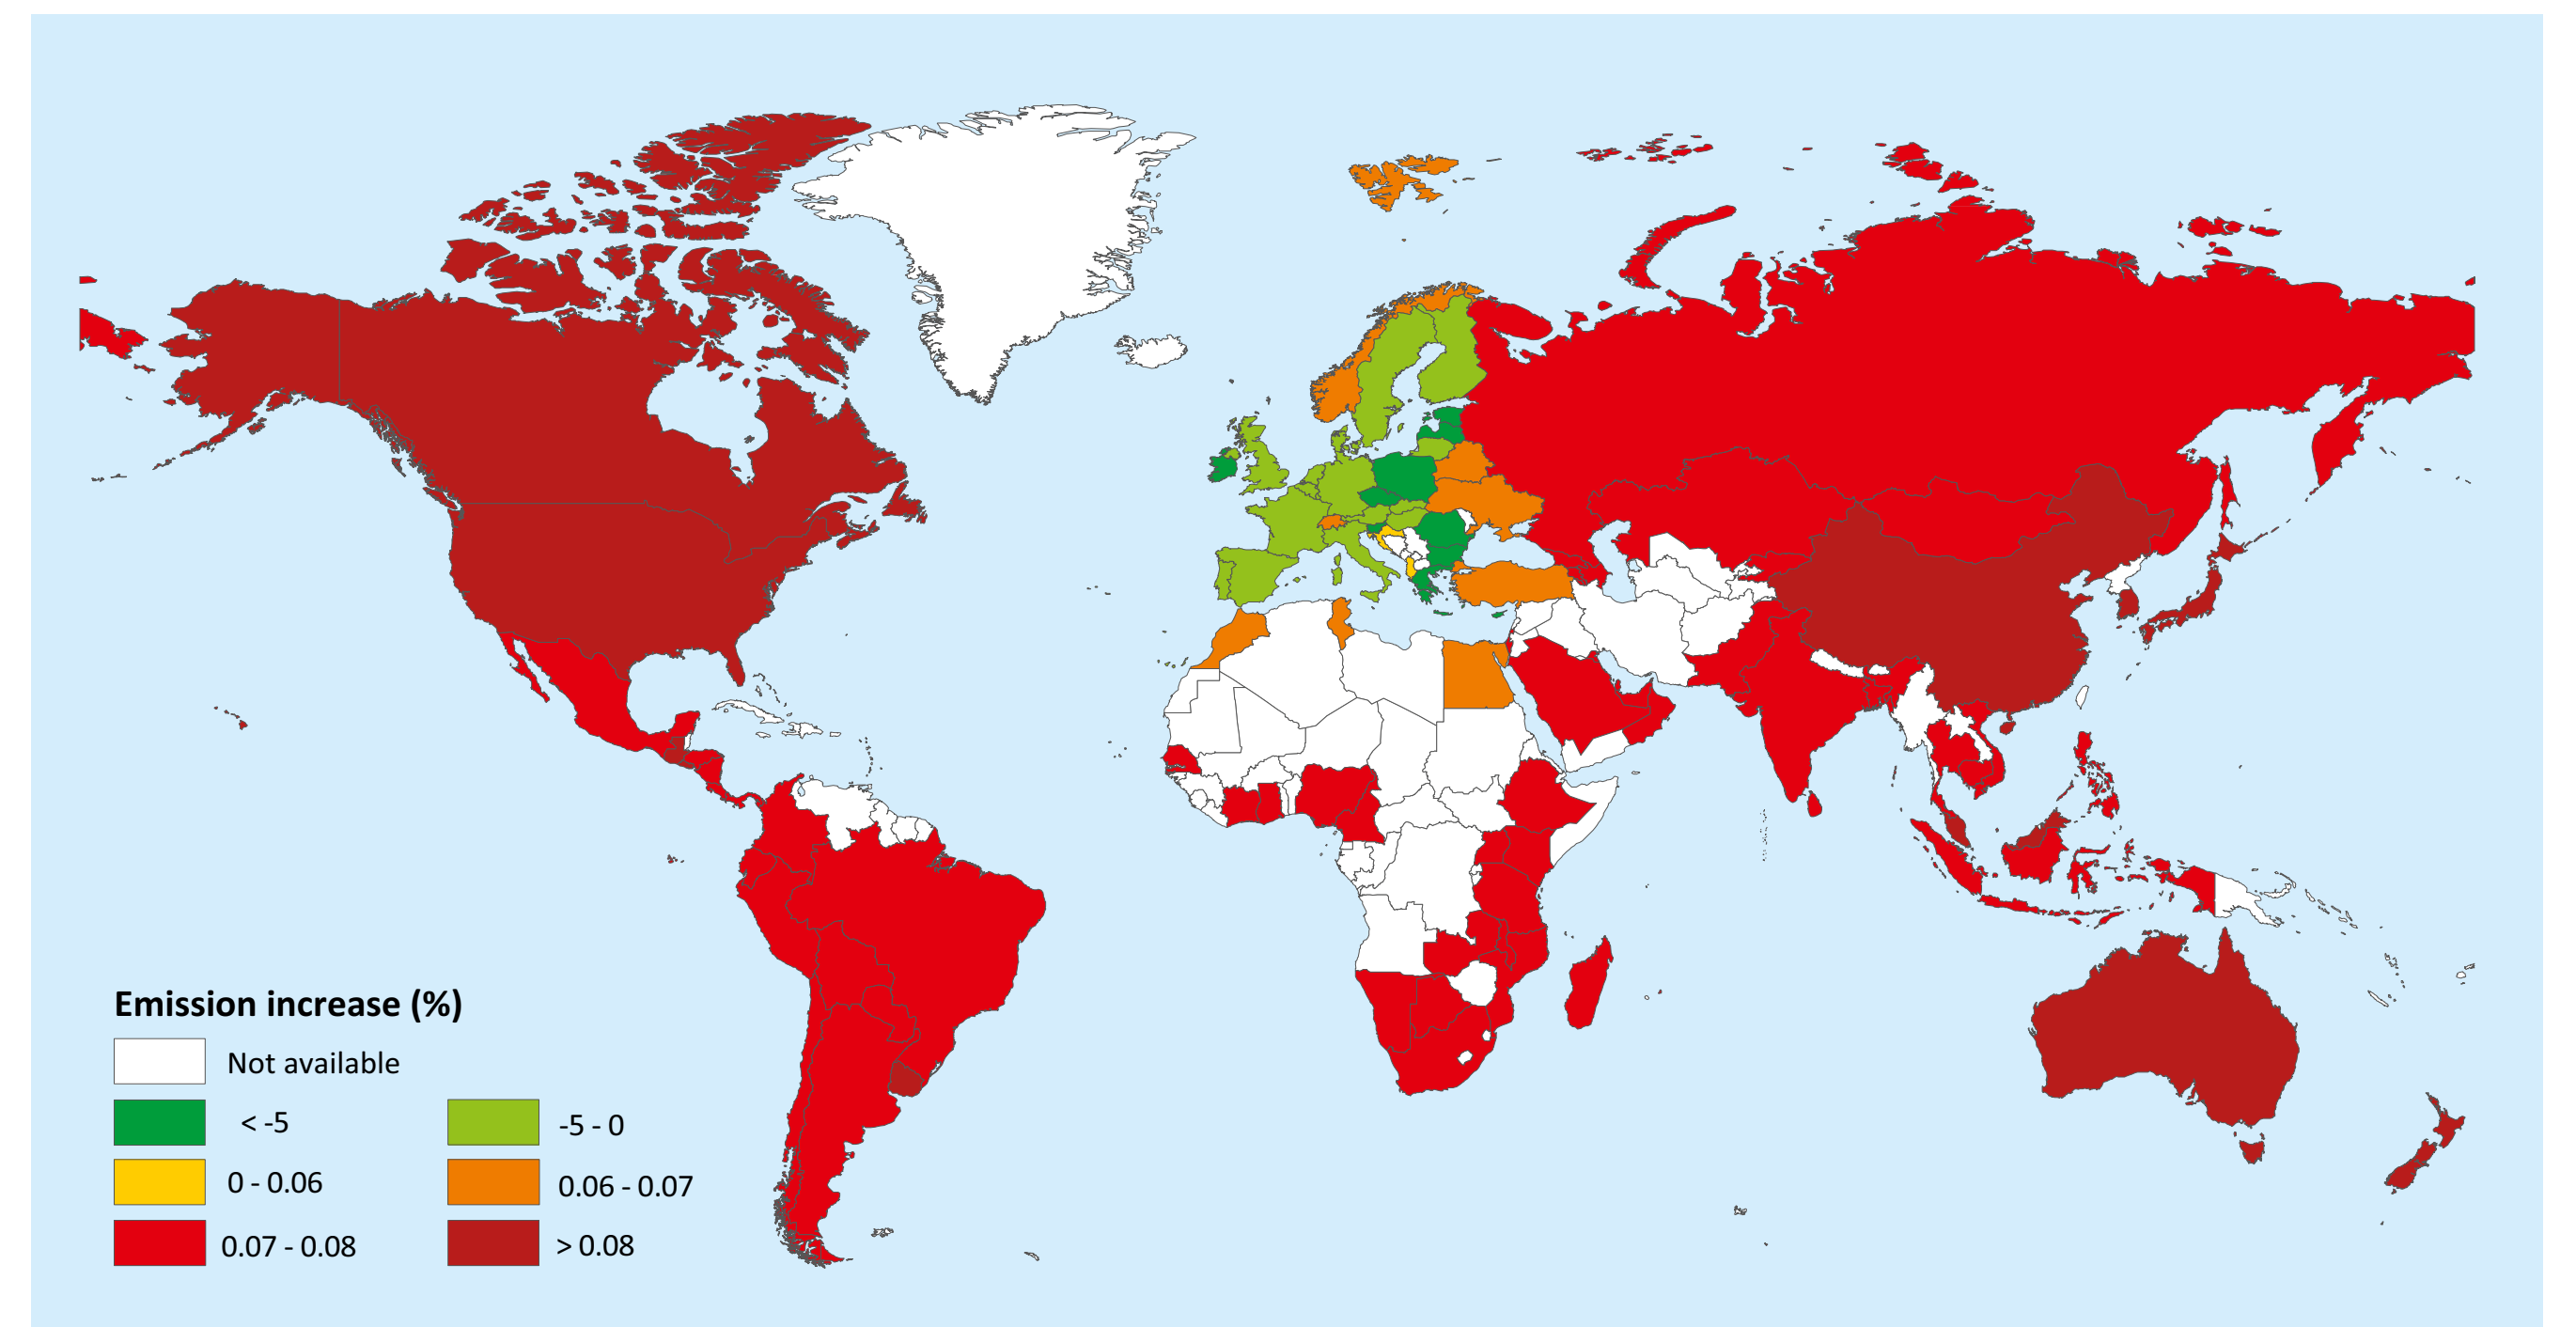 Emission increase (%)
Not available
< -5
-5 - 0
0 - 0.06
0.06 - 0.07
0.07 - 0.08
> 0.08